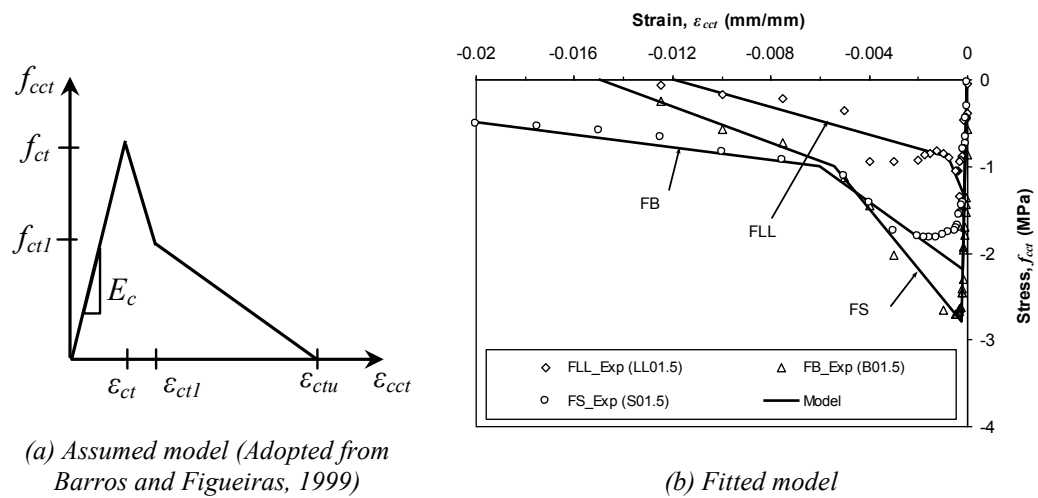 f_cct
f_ct
f_ct1
E_c
ε_ct
ε_ct1
ε_ctu
ε_cct
(a) Assumed model (Adopted from
Barros and Figueiras, 1999)
Strain, ε_cct (mm/mm)
-0.02 -0.016 -0.012 -0.008 -0.004 0
0
-1
-2
-3
-4
Stress, f_cct (MPa)
FB
FLL
FS
FLL_Exp (LL01.5) FB_Exp (B01.5)
FS_Exp (S01.5) Model
(b) Fitted model